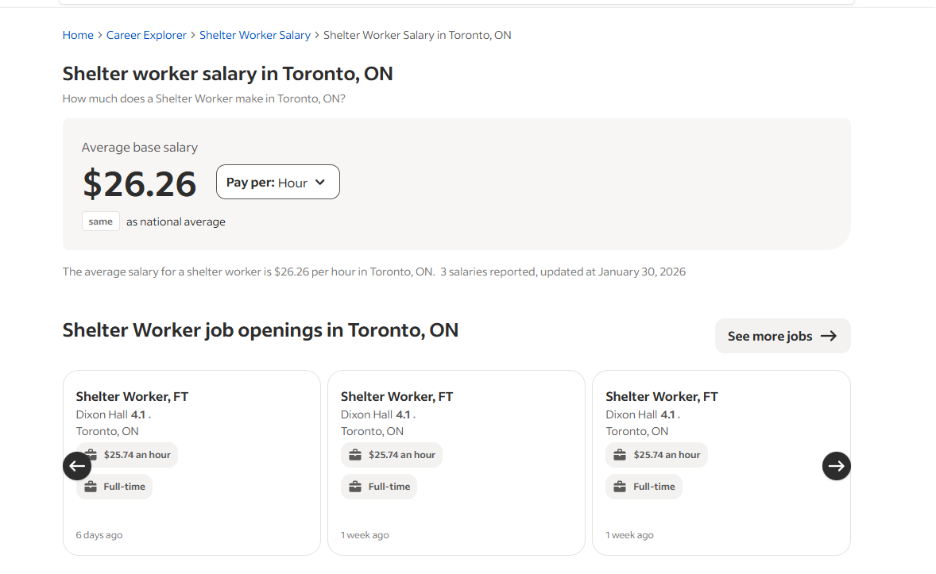 Home > Career Explorer > Shelter Worker Salary > Shelter Worker Salary in Toronto, ON
Shelter worker salary in Toronto, ON
How much does a Shelter Worker make in Toronto, ON?
Average base salary
$26.26 Pay per: Hour
same as national average
The average salary for a shelter worker is $26.26 per hour in Toronto, ON. 3 salaries reported, updated at January 30, 2026
Shelter Worker job openings in Toronto, ON
See more jobs →
Shelter Worker, FT
Dixon Hall 4.1 .
Toronto, ON
$25.74 an hour
Full-time
6 days ago
Shelter Worker, FT
Dixon Hall 4.1 .
Toronto, ON
$25.74 an hour
Full-time
1 week ago
Shelter Worker, FT
Dixon Hall 4.1 .
Toronto, ON
$25.74 an hour
Full-time
1 week ago